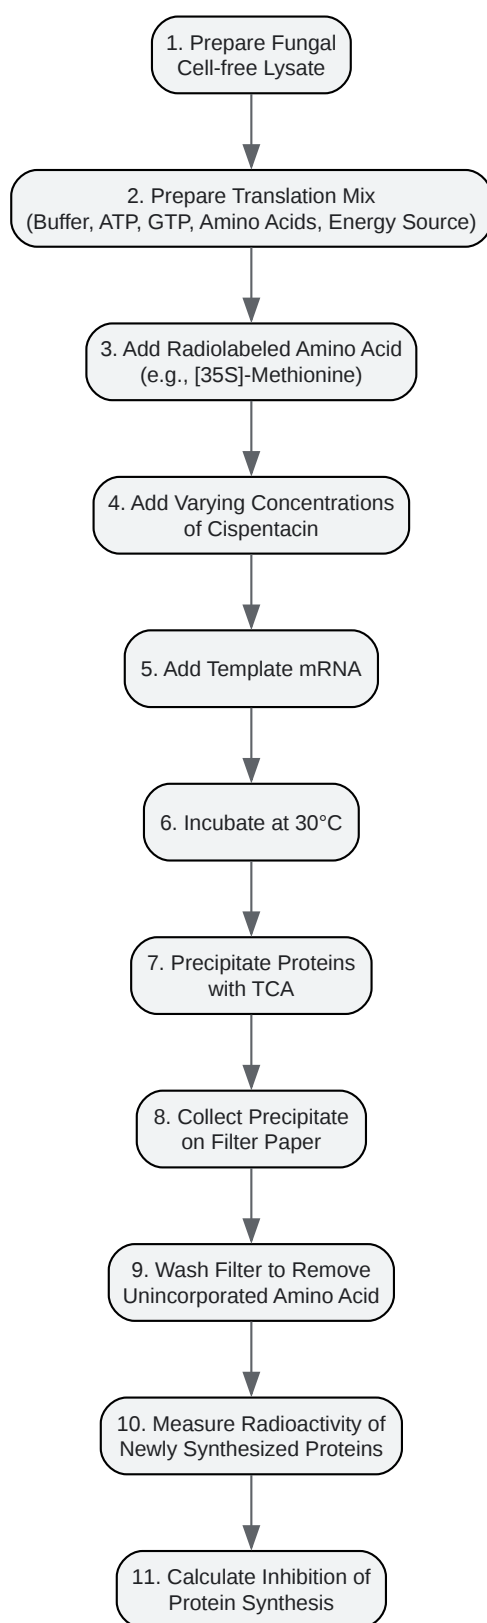 1. Prepare Fungal
Cell-free Lysate
2. Prepare Translation Mix
(Buffer, ATP, GTP, Amino Acids, Energy Source)
3. Add Radiolabeled Amino Acid
(e.g., [35S]-Methionine)
4. Add Varying Concentrations
of Cispentacin
5. Add Template mRNA
6. Incubate at 30°C
7. Precipitate Proteins
with TCA
8. Collect Precipitate
on Filter Paper
9. Wash Filter to Remove
Unincorporated Amino Acid
10. Measure Radioactivity of
Newly Synthesized Proteins
11. Calculate Inhibition of
Protein Synthesis